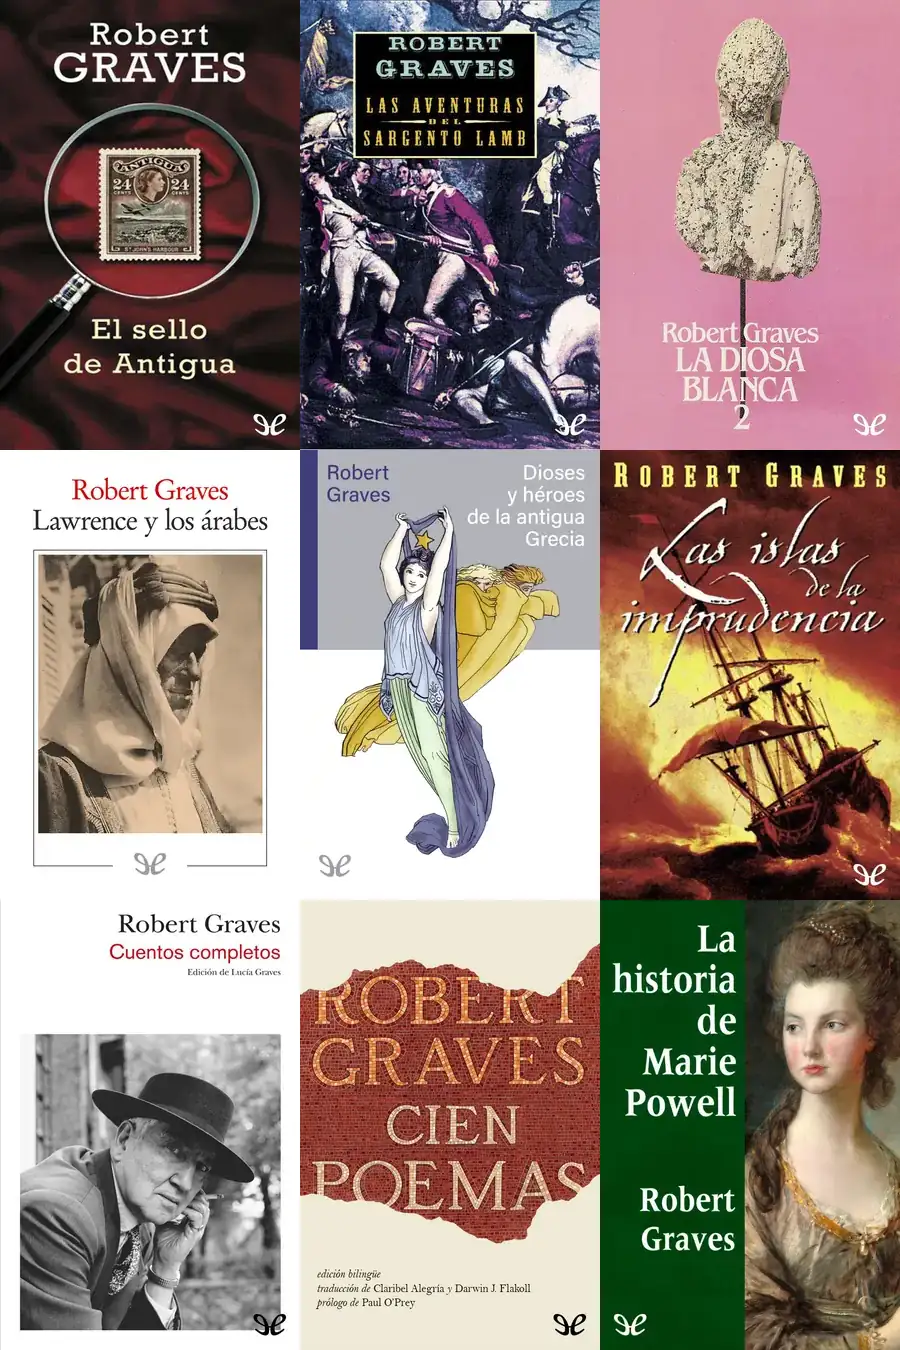 Robert
GRAVES
ANTIGUA
24 24
CENTS CENTS
ST. JOHN'S HARBOUR
El sello
de Antigua
ROBERT
GRAVES
LAS AVENTURAS
DEL
SARGENTO LAMB
Robert Graves
LA DIOSA
BLANCA
2
Robert Graves
Lawrence y los árabes
Robert
Graves
Dioses
y héroes
de la antigua
Grecia
ROBERT GRAVES
Las islas
de la
imprudencia
Robert Graves
Cuentos completos
Edición de Lucía Graves
ROBERT
GRAVES
CIEN
POEMAS
edición bilingüe
traducción de Claribel Alegría y Darwin J. Flakoll
prólogo de Paul O'Prey
La
historia
de
Marie
Powell
Robert
Graves